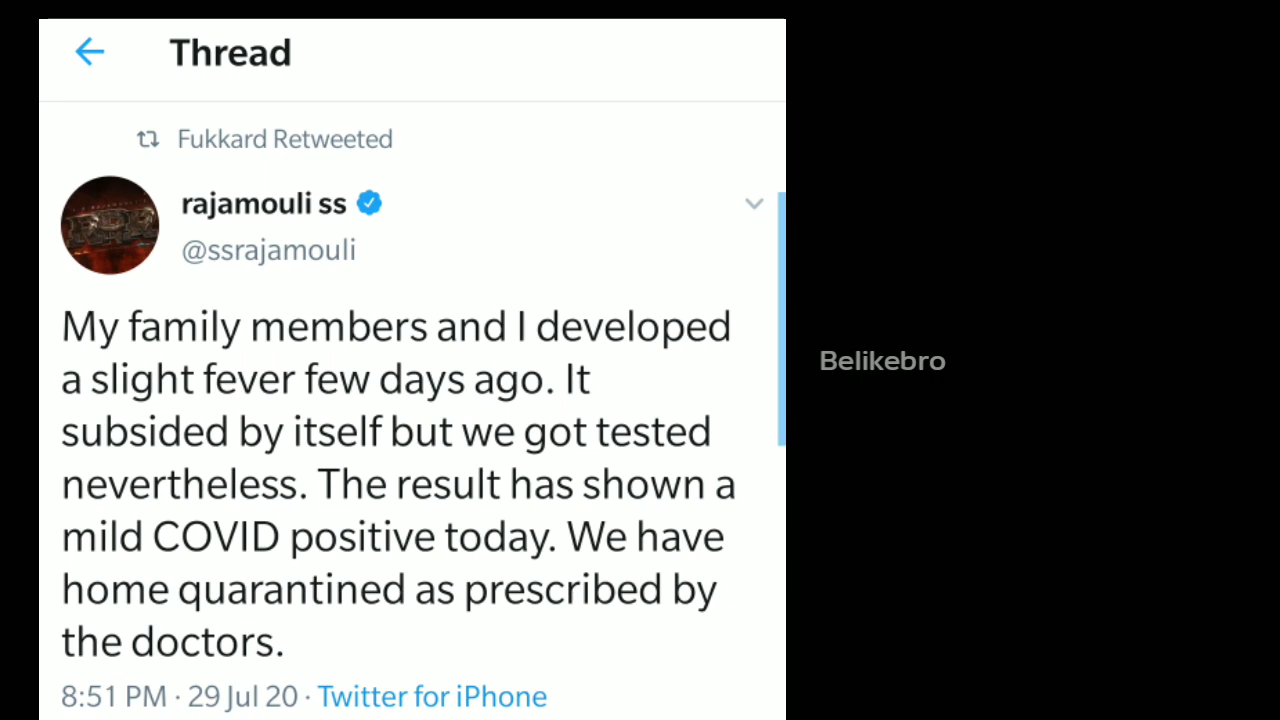 Thread
Fukkard Retweeted
rajamouli ss
@ssrajamouli
My family members and I developed
a slight fever few days ago. It
subsided by itself but we got tested
nevertheless. The result has shown a
mild COVID positive today. We have
home quarantined as prescribed by
the doctors.
8:51 PM · 29 Jul 20 · Twitter for iPhone
Belikebro